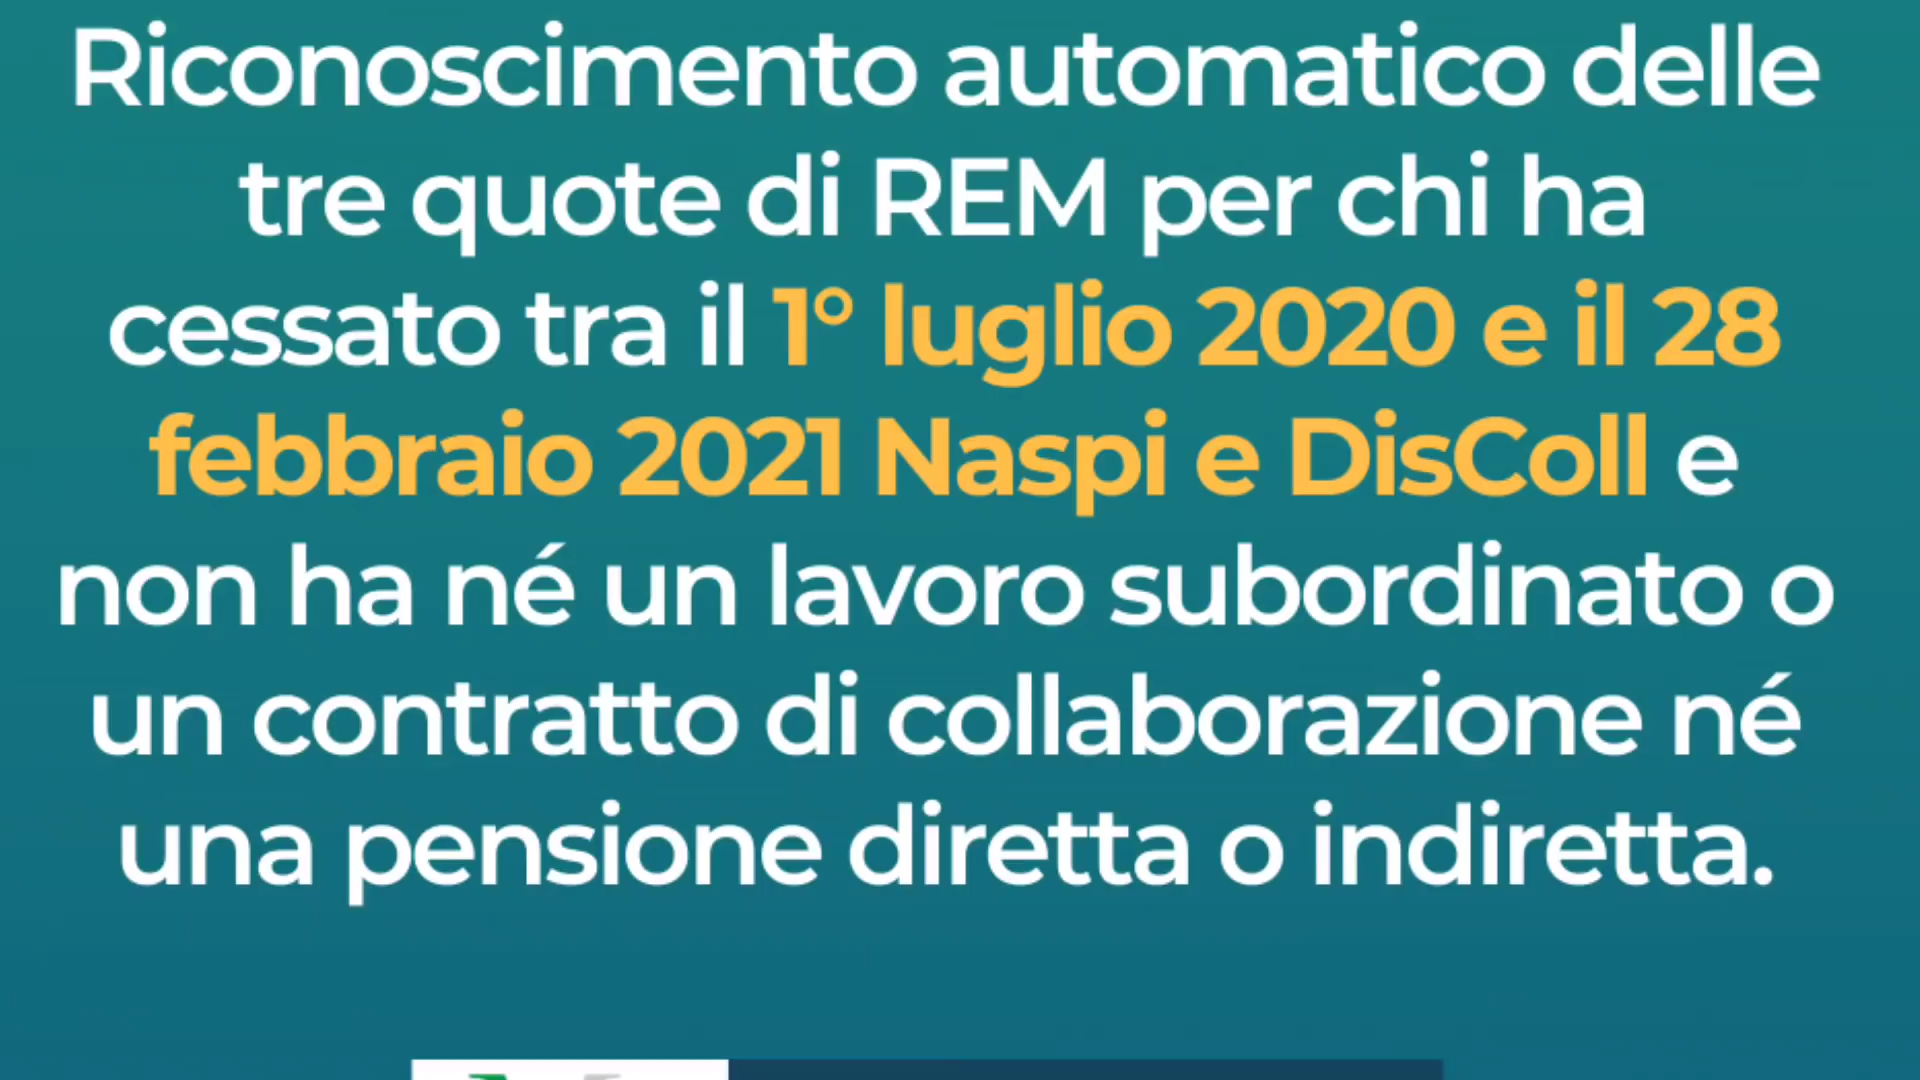 Riconoscimento automatico delle
tre quote di REM per chi ha
cessato tra il 1° luglio 2020 e il 28
febbraio 2021 Naspi e DisColl e
non ha né un lavoro subordinato o
un contratto di collaborazione né
una pensione diretta o indiretta.